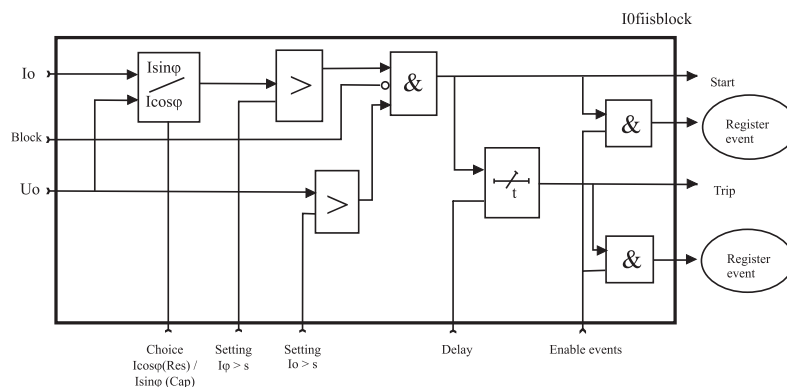 I0fiisblock
Io
Isinφ
Icosφ
>
&
Start
Block
&
Register
event
Uo
>
t
Trip
&
Register
event
Choice
Icosφ(Res) /
Isinφ (Cap)
Setting
Iφ > s
Setting
Io > s
Delay
Enable events